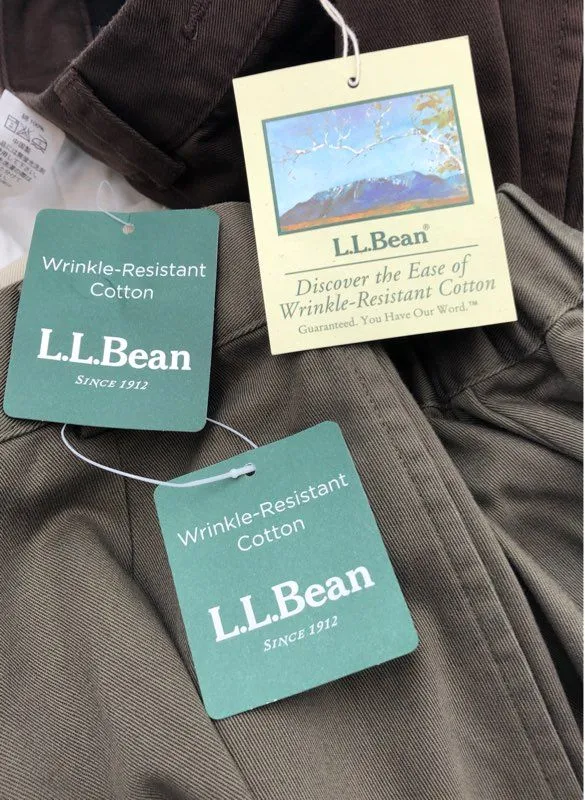 Wrinkle-Resistant
Cotton
L.L.Bean
SINCE 1912
L.L.Bean®
Discover the Ease of
Wrinkle-Resistant Cotton
Guaranteed. You Have Our Word.™
Wrinkle-Resistant
Cotton
L.L.Bean
SINCE 1912